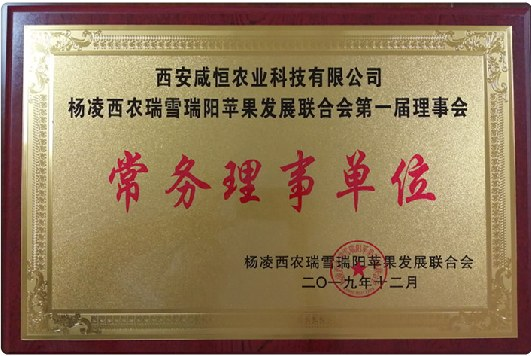 西安咸恒农业科技有限公司
杨凌西农瑞雪瑞阳苹果发展联合会第一届理事会
常务理事单位
杨凌西农瑞雪瑞阳苹果发展联合会
二〇一九年十二月